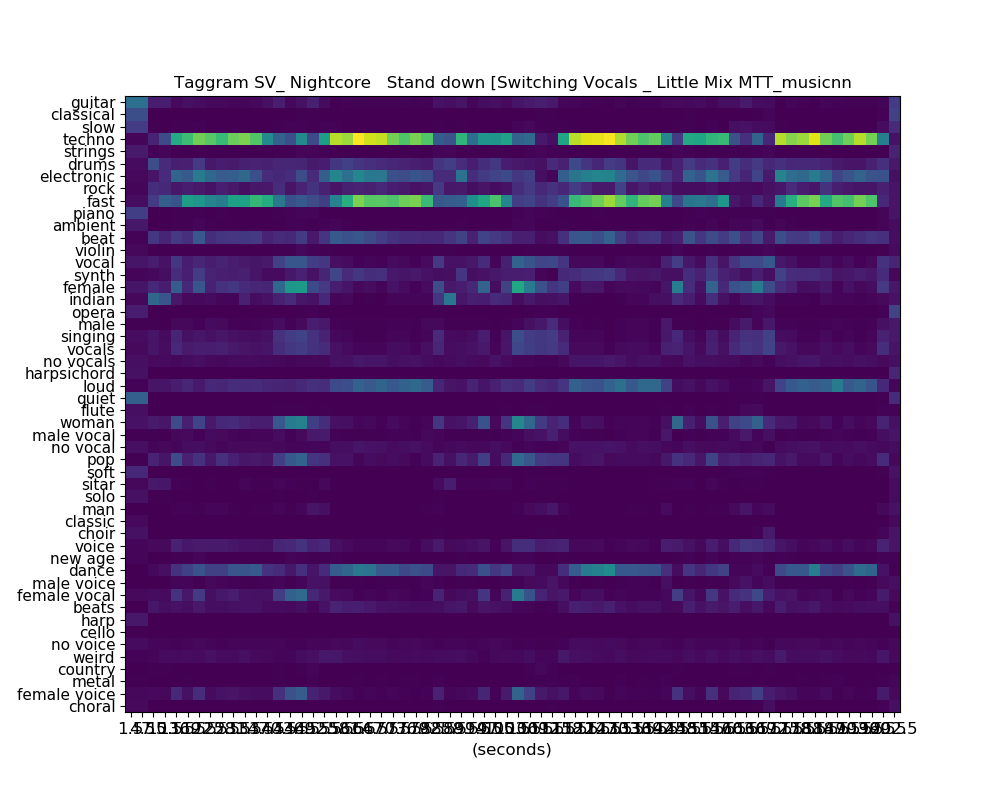 Taggram SV_ Nightcore   Stand down [Switching Vocals _ Little Mix MTT_musicnn
guitar
classical
slow
techno
strings
drums
electronic
rock
fast
piano
ambient
beat
violin
vocal
synth
female
indian
opera
male
singing
vocals
no vocals
harpsichord
loud
quiet
flute
woman
male vocal
no vocal
pop
soft
sitar
solo
man
classic
choir
voice
new age
dance
male voice
female vocal
beats
harp
cello
no voice
weird
country
metal
female voice
choral
(seconds)